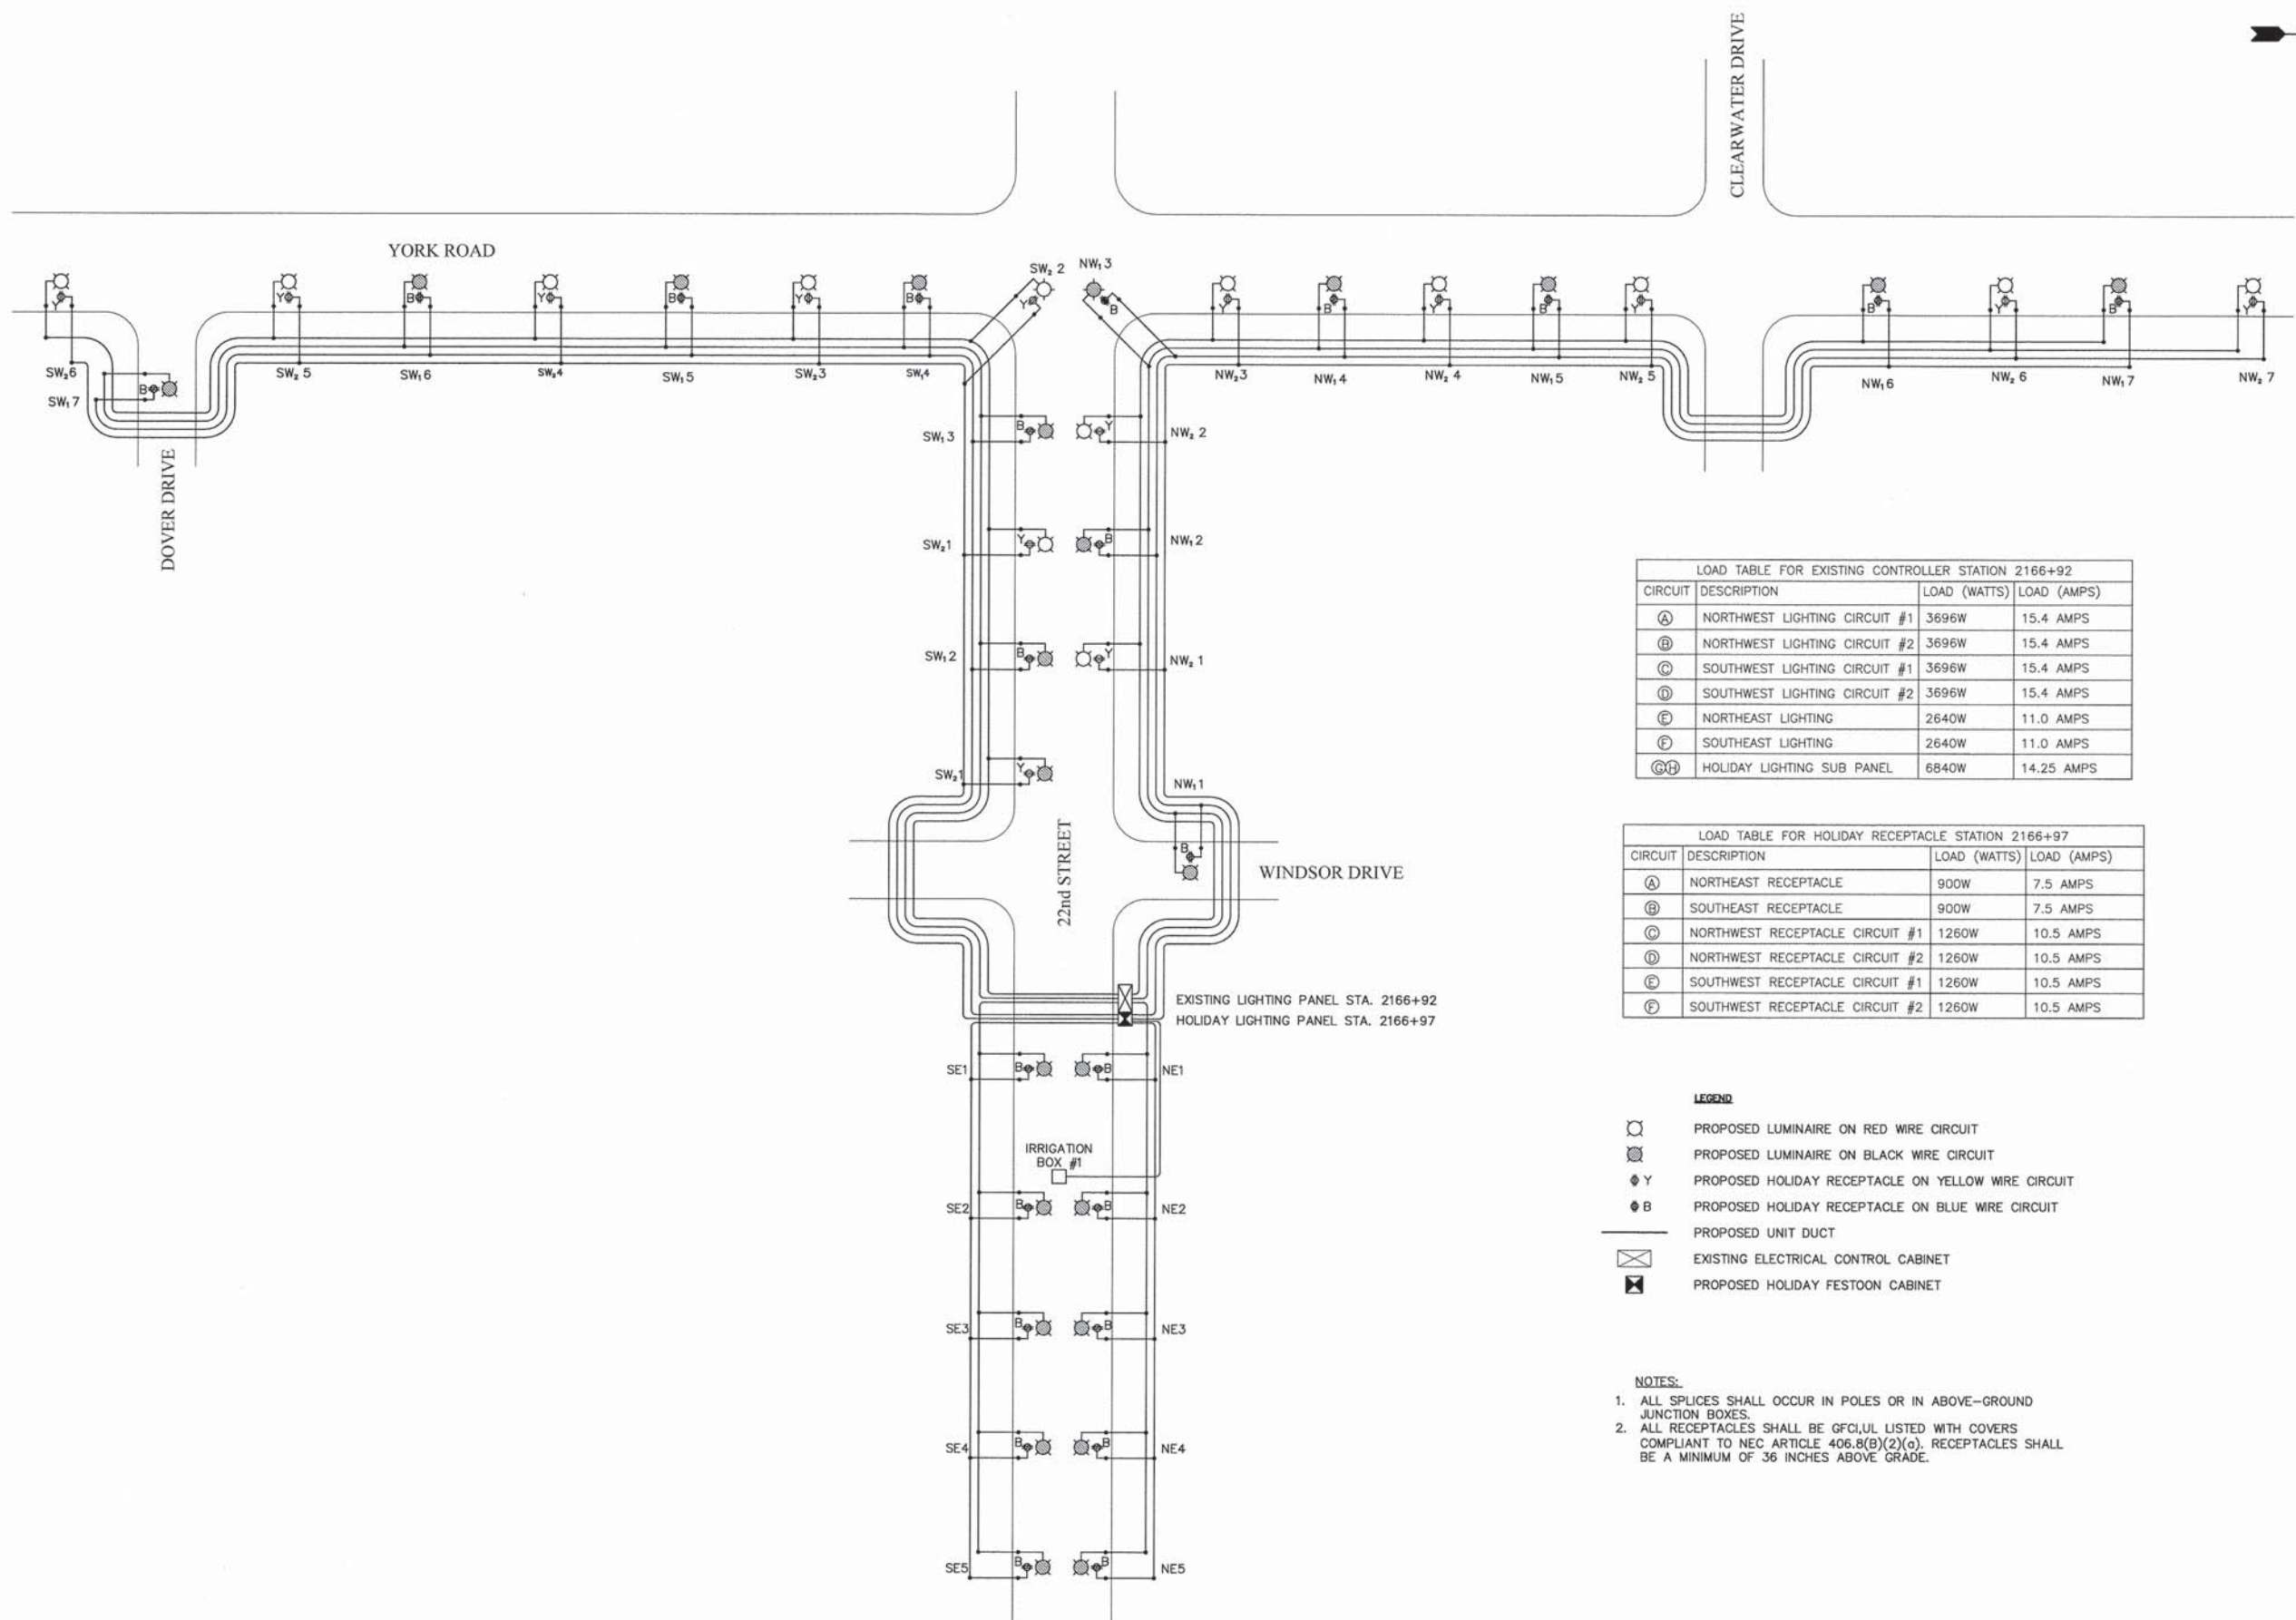 CLEARWATER DRIVE
YORK ROAD
SW₂ 2 NW₁ 3
Y Y B Y B Y B Y B Y B Y B Y B Y B Y
SW₂6 SW₂ 5 SW₁ 6 SW₂4 SW₁ 5 SW₂3 SW₁4 NW₂3 NW₁ 4 NW₂ 4 NW₁ 5 NW₂ 5 NW₁ 6 NW₂ 6 NW₁ 7 NW₂ 7
B
SW₁ 7
DOVER DRIVE
SW₁ 3 B Y NW₂ 2
SW₂1 Y B NW₁ 2
SW₁ 2 B Y NW₂ 1
SW₂1 Y NW₁ 1
B
22nd STREET
WINDSOR DRIVE
EXISTING LIGHTING PANEL STA. 2166+92
HOLIDAY LIGHTING PANEL STA. 2166+97
SE1 B B NE1
IRRIGATION
BOX #1
SE2 B B NE2
SE3 B B NE3
SE4 B B NE4
SE5 B B NE5
LOAD TABLE FOR EXISTING CONTROLLER STATION 2166+92
CIRCUIT DESCRIPTION LOAD (WATTS) LOAD (AMPS)
Ⓐ NORTHWEST LIGHTING CIRCUIT #1 3696W 15.4 AMPS
Ⓑ NORTHWEST LIGHTING CIRCUIT #2 3696W 15.4 AMPS
Ⓒ SOUTHWEST LIGHTING CIRCUIT #1 3696W 15.4 AMPS
Ⓓ SOUTHWEST LIGHTING CIRCUIT #2 3696W 15.4 AMPS
Ⓔ NORTHEAST LIGHTING 2640W 11.0 AMPS
Ⓕ SOUTHEAST LIGHTING 2640W 11.0 AMPS
ⒼⒽ HOLIDAY LIGHTING SUB PANEL 6840W 14.25 AMPS
LOAD TABLE FOR HOLIDAY RECEPTACLE STATION 2166+97
CIRCUIT DESCRIPTION LOAD (WATTS) LOAD (AMPS)
Ⓐ NORTHEAST RECEPTACLE 900W 7.5 AMPS
Ⓑ SOUTHEAST RECEPTACLE 900W 7.5 AMPS
Ⓒ NORTHWEST RECEPTACLE CIRCUIT #1 1260W 10.5 AMPS
Ⓓ NORTHWEST RECEPTACLE CIRCUIT #2 1260W 10.5 AMPS
Ⓔ SOUTHWEST RECEPTACLE CIRCUIT #1 1260W 10.5 AMPS
Ⓕ SOUTHWEST RECEPTACLE CIRCUIT #2 1260W 10.5 AMPS
LEGEND
PROPOSED LUMINAIRE ON RED WIRE CIRCUIT
PROPOSED LUMINAIRE ON BLACK WIRE CIRCUIT
Y PROPOSED HOLIDAY RECEPTACLE ON YELLOW WIRE CIRCUIT
B PROPOSED HOLIDAY RECEPTACLE ON BLUE WIRE CIRCUIT
PROPOSED UNIT DUCT
EXISTING ELECTRICAL CONTROL CABINET
PROPOSED HOLIDAY FESTOON CABINET
NOTES:
1. ALL SPLICES SHALL OCCUR IN POLES OR IN ABOVE-GROUND
JUNCTION BOXES.
2. ALL RECEPTACLES SHALL BE GFCI,UL LISTED WITH COVERS
COMPLIANT TO NEC ARTICLE 406.8(B)(2)(a). RECEPTACLES SHALL
BE A MINIMUM OF 36 INCHES ABOVE GRADE.